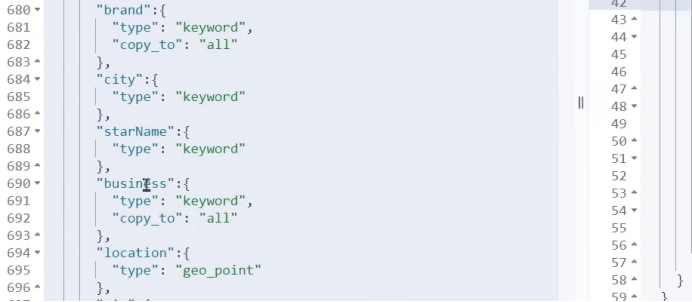 680 "brand":{
681 "type": "keyword",
682 "copy_to": "all"
683 },
684 "city":{
685 "type": "keyword"
686 },
687 "starName":{
688 "type": "keyword"
689 },
690 "business":{
691 "type": "keyword",
692 "copy_to": "all"
693 },
694 "location":{
695 "type": "geo_point"
696 },
42
43
44
45
46
47
48
49
50
51
52
53
54
55
56
57
58 }
59 }